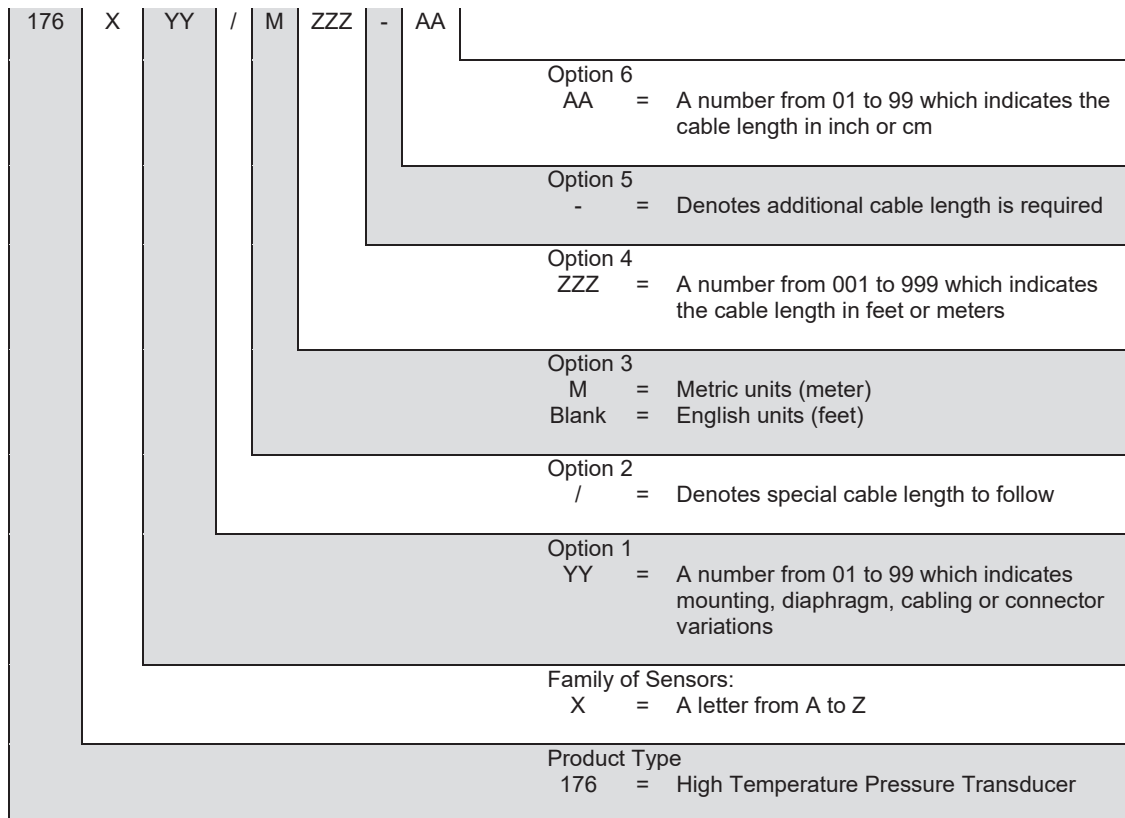 176 X YY / M ZZZ - AA
Option 6
AA = A number from 01 to 99 which indicates the
cable length in inch or cm
Option 5
- = Denotes additional cable length is required
Option 4
ZZZ = A number from 001 to 999 which indicates
the cable length in feet or meters
Option 3
M = Metric units (meter)
Blank = English units (feet)
Option 2
/ = Denotes special cable length to follow
Option 1
YY = A number from 01 to 99 which indicates
mounting, diaphragm, cabling or connector
variations
Family of Sensors:
X = A letter from A to Z
Product Type
176 = High Temperature Pressure Transducer